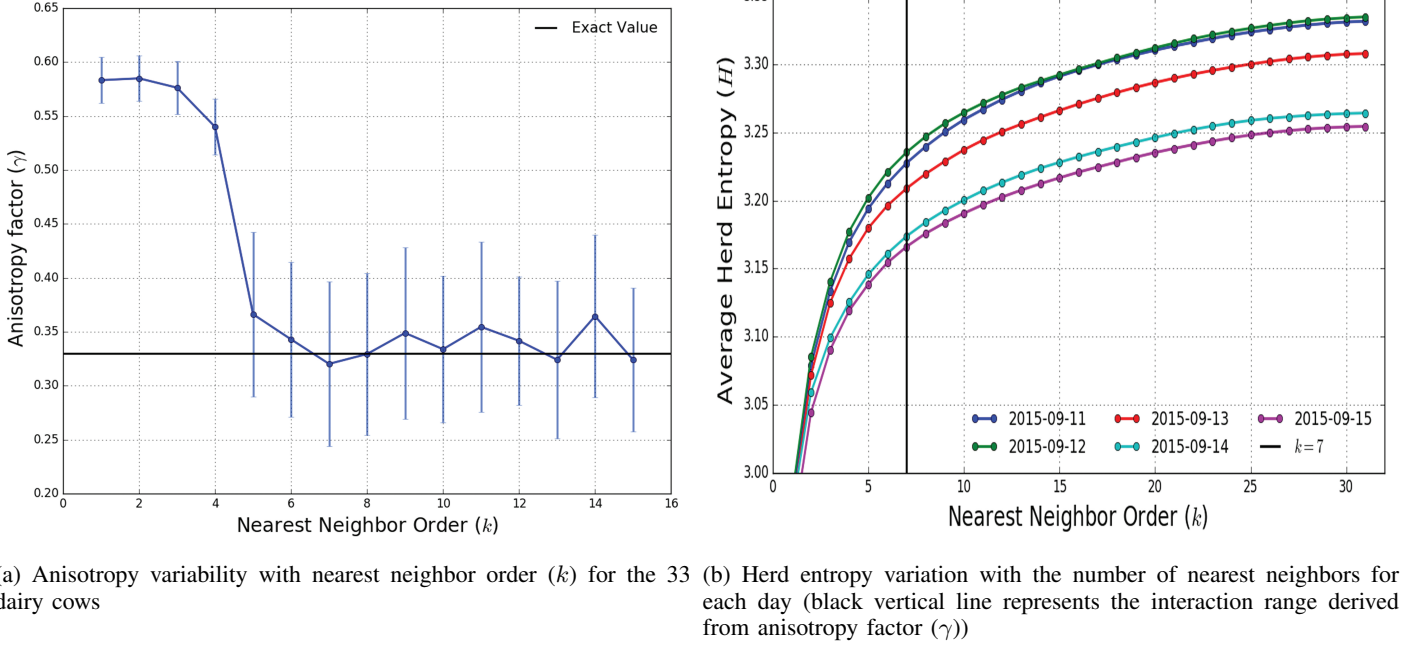 0.65
0.60
0.55
0.50
0.45
0.40
0.35
0.30
0.25
0.20
0 2 4 6 8 10 12 14 16
Anisotropy factor (γ)
Nearest Neighbor Order (k)
Exact Value
3.30
3.25
3.20
3.15
3.10
3.05
3.00
0 5 10 15 20 25 30
Average Herd Entropy (H)
Nearest Neighbor Order (k)
2015-09-11 2015-09-13 2015-09-15
2015-09-12 2015-09-14 k=7
(a) Anisotropy variability with nearest neighbor order (k) for the 33
dairy cows
(b) Herd entropy variation with the number of nearest neighbors for
each day (black vertical line represents the interaction range derived
from anisotropy factor (γ))